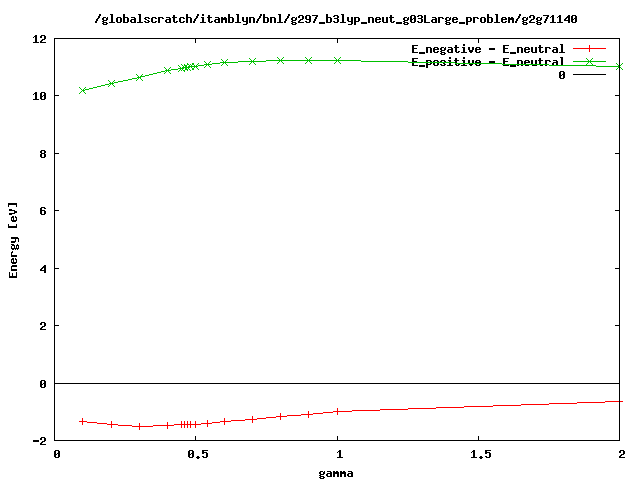 /globalscratch/itamblyn/bnl/g297_b3lyp_neut_g03Large_problem/g2g71140
E_negative - E_neutral
E_positive - E_neutral
0
12
10
8
6
4
2
0
-2
Energy [eV]
0 0.5 1 1.5 2
gamma